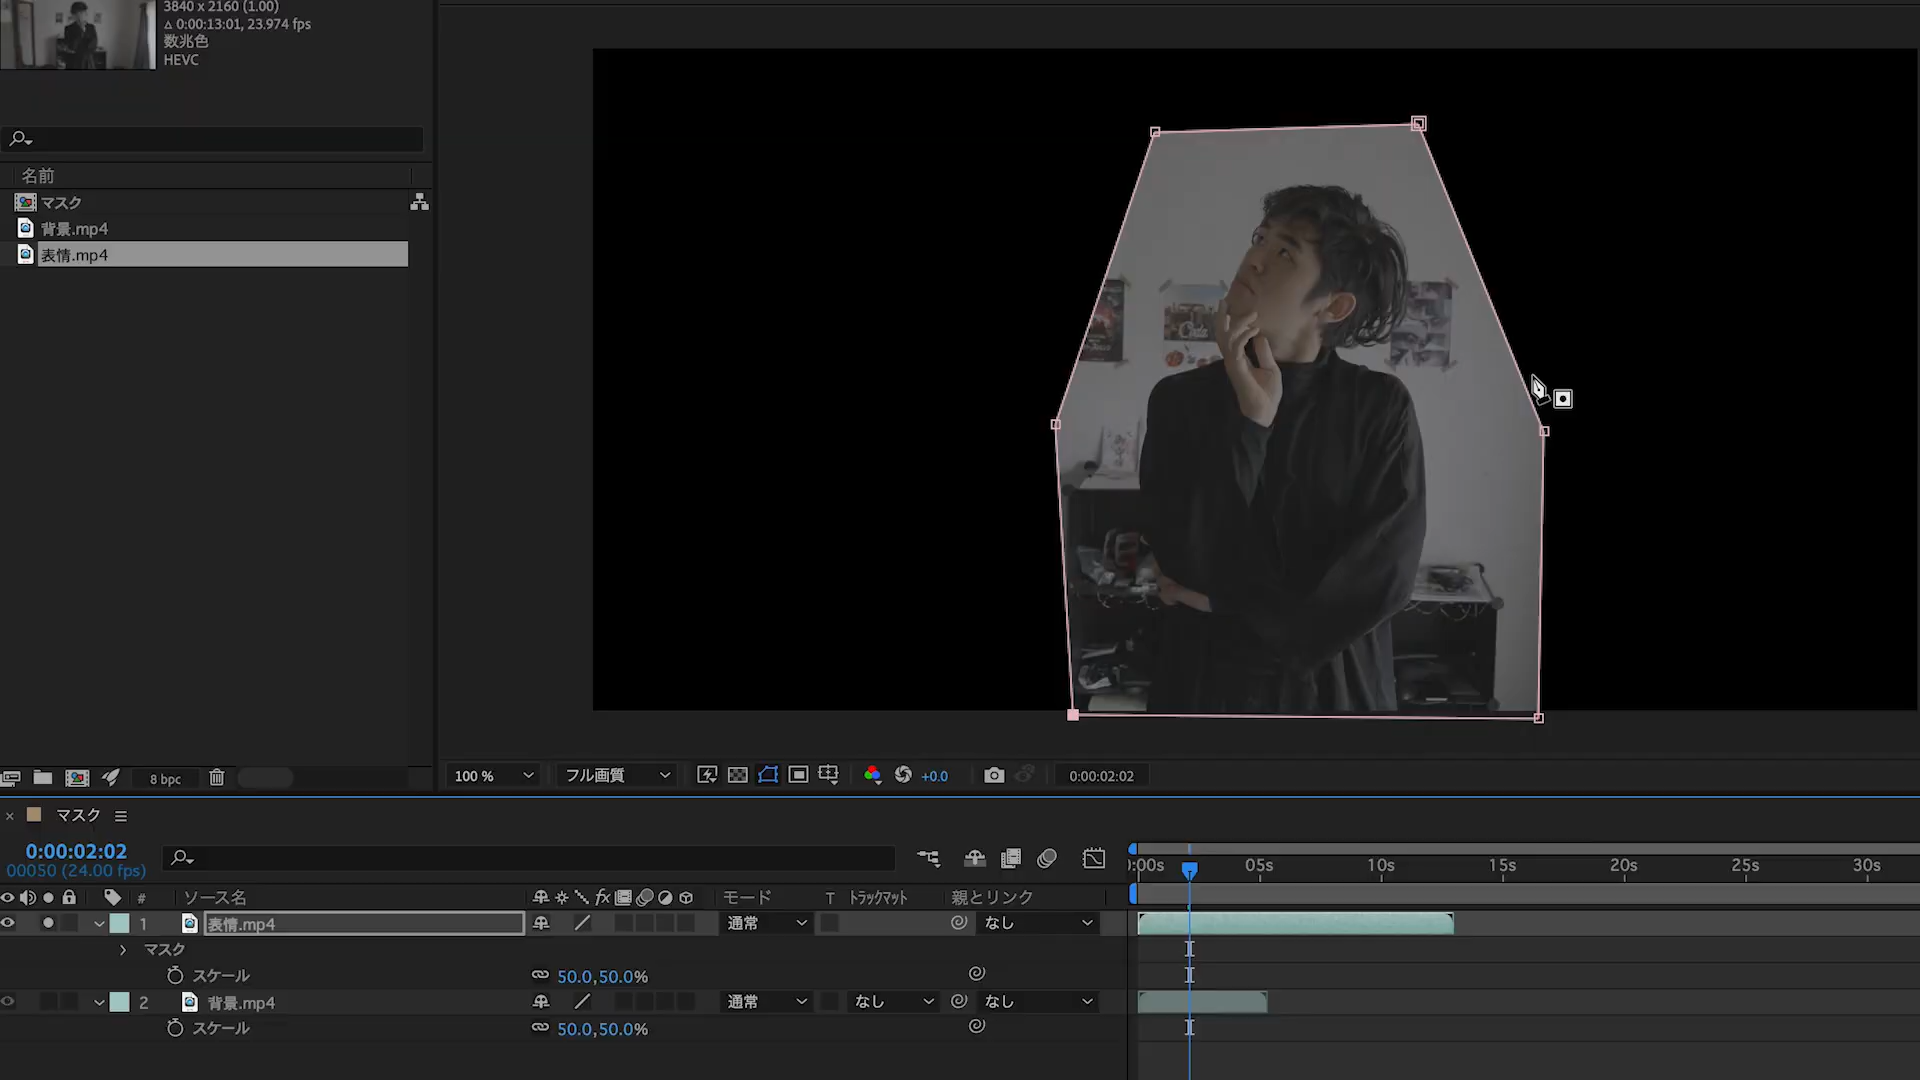 3840 x 2160 (1.00)
Δ 0:00:13:01, 23.974 fps
数兆色
HEVC
名前
マスク
背景.mp4
表情.mp4
8 bpc
100 %
フル画質
+0.0
0:00:02:02
マスク
0:00:02:02
00050 (24.00 fps)
:00s 05s 10s 15s 20s 25s 30s
# ソース名 fx モード T トラックマット 親とリンク
1 表情.mp4 通常 なし
マスク
スケール 50.0,50.0%
2 背景.mp4 通常 なし なし
スケール 50.0,50.0%